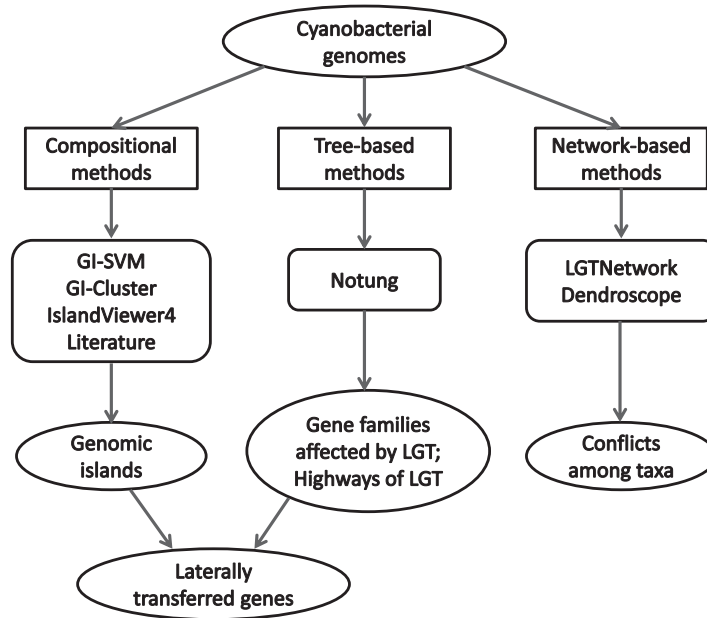 Cyanobacterial
genomes
Compositional
methods
Tree-based
methods
Network-based
methods
GI-SVM
GI-Cluster
IslandViewer4
Literature
Notung
LGTNetwork
Dendroscope
Genomic
islands
Gene families
affected by LGT;
Highways of LGT
Conflicts
among taxa
Laterally
transferred genes